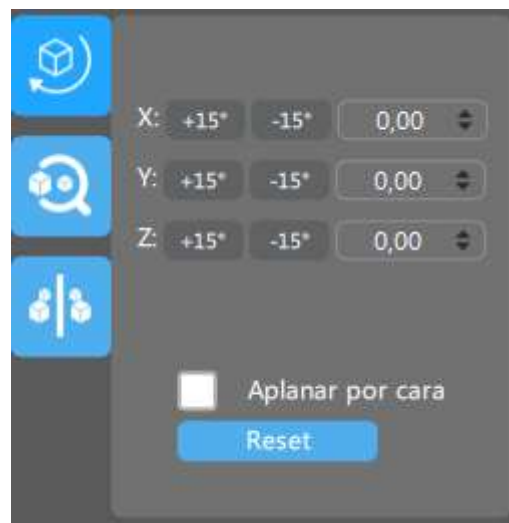 X: +15° -15° 0,00
Y: +15° -15° 0,00
Z: +15° -15° 0,00
Aplanar por cara
Reset